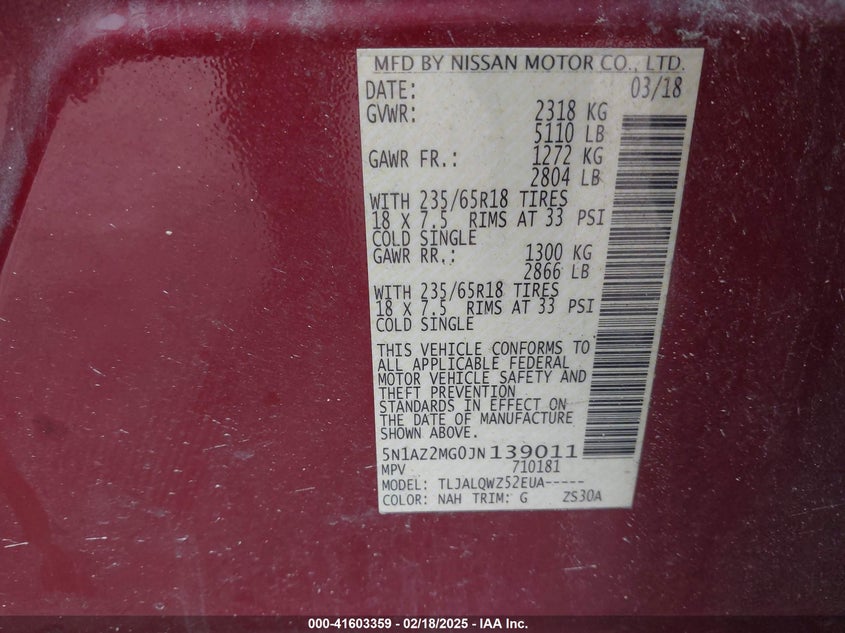 MFD BY NISSAN MOTOR CO., LTD.
DATE: 03/18
GVWR: 2318 KG
5110 LB
GAWR FR.: 1272 KG
2804 LB
WITH 235/65R18 TIRES
18 X 7.5 RIMS AT 33 PSI
COLD SINGLE
GAWR RR.: 1300 KG
2866 LB
WITH 235/65R18 TIRES
18 X 7.5 RIMS AT 33 PSI
COLD SINGLE
THIS VEHICLE CONFORMS TO
ALL APPLICABLE FEDERAL
MOTOR VEHICLE SAFETY AND
THEFT PREVENTION
STANDARDS IN EFFECT ON
THE DATE OF MANUFACTURE
SHOWN ABOVE.
5N1AZ2MG0JN139011
MPV 710181
MODEL: TLJALQWZ52EUA-----
COLOR: NAH TRIM: G ZS30A
000-41603359 - 02/18/2025 - IAA Inc.